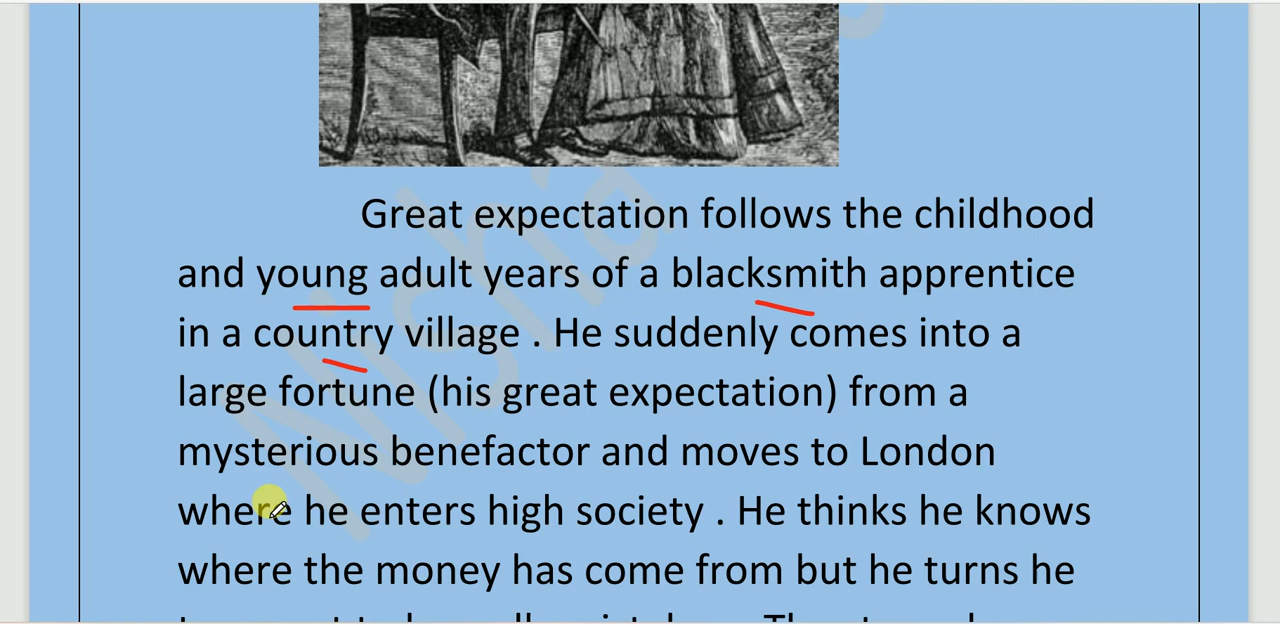 Great expectation follows the childhood
and young adult years of a blacksmith apprentice
in a country village . He suddenly comes into a
large fortune (his great expectation) from a
mysterious benefactor and moves to London
where he enters high society . He thinks he knows
where the money has come from but he turns he